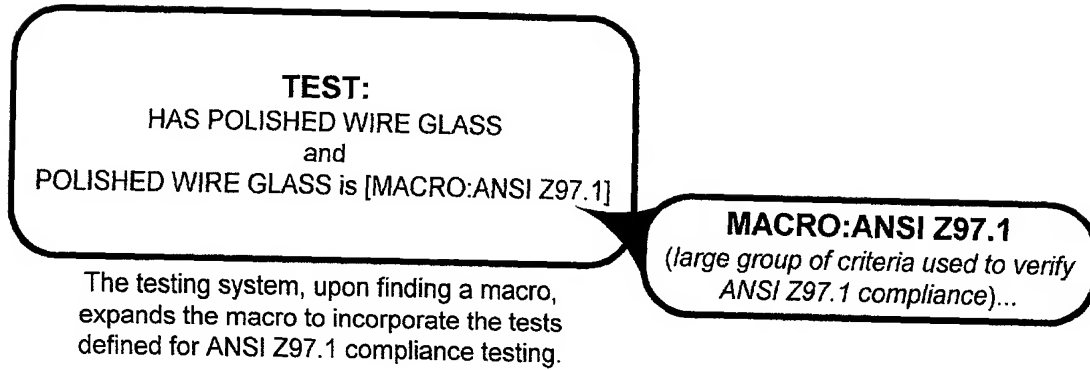 TEST:
HAS POLISHED WIRE GLASS
and
POLISHED WIRE GLASS is [MACRO:ANSI Z97.1]
MACRO:ANSI Z97.1
(large group of criteria used to verify
ANSI Z97.1 compliance)...
The testing system, upon finding a macro,
expands the macro to incorporate the tests
defined for ANSI Z97.1 compliance testing.